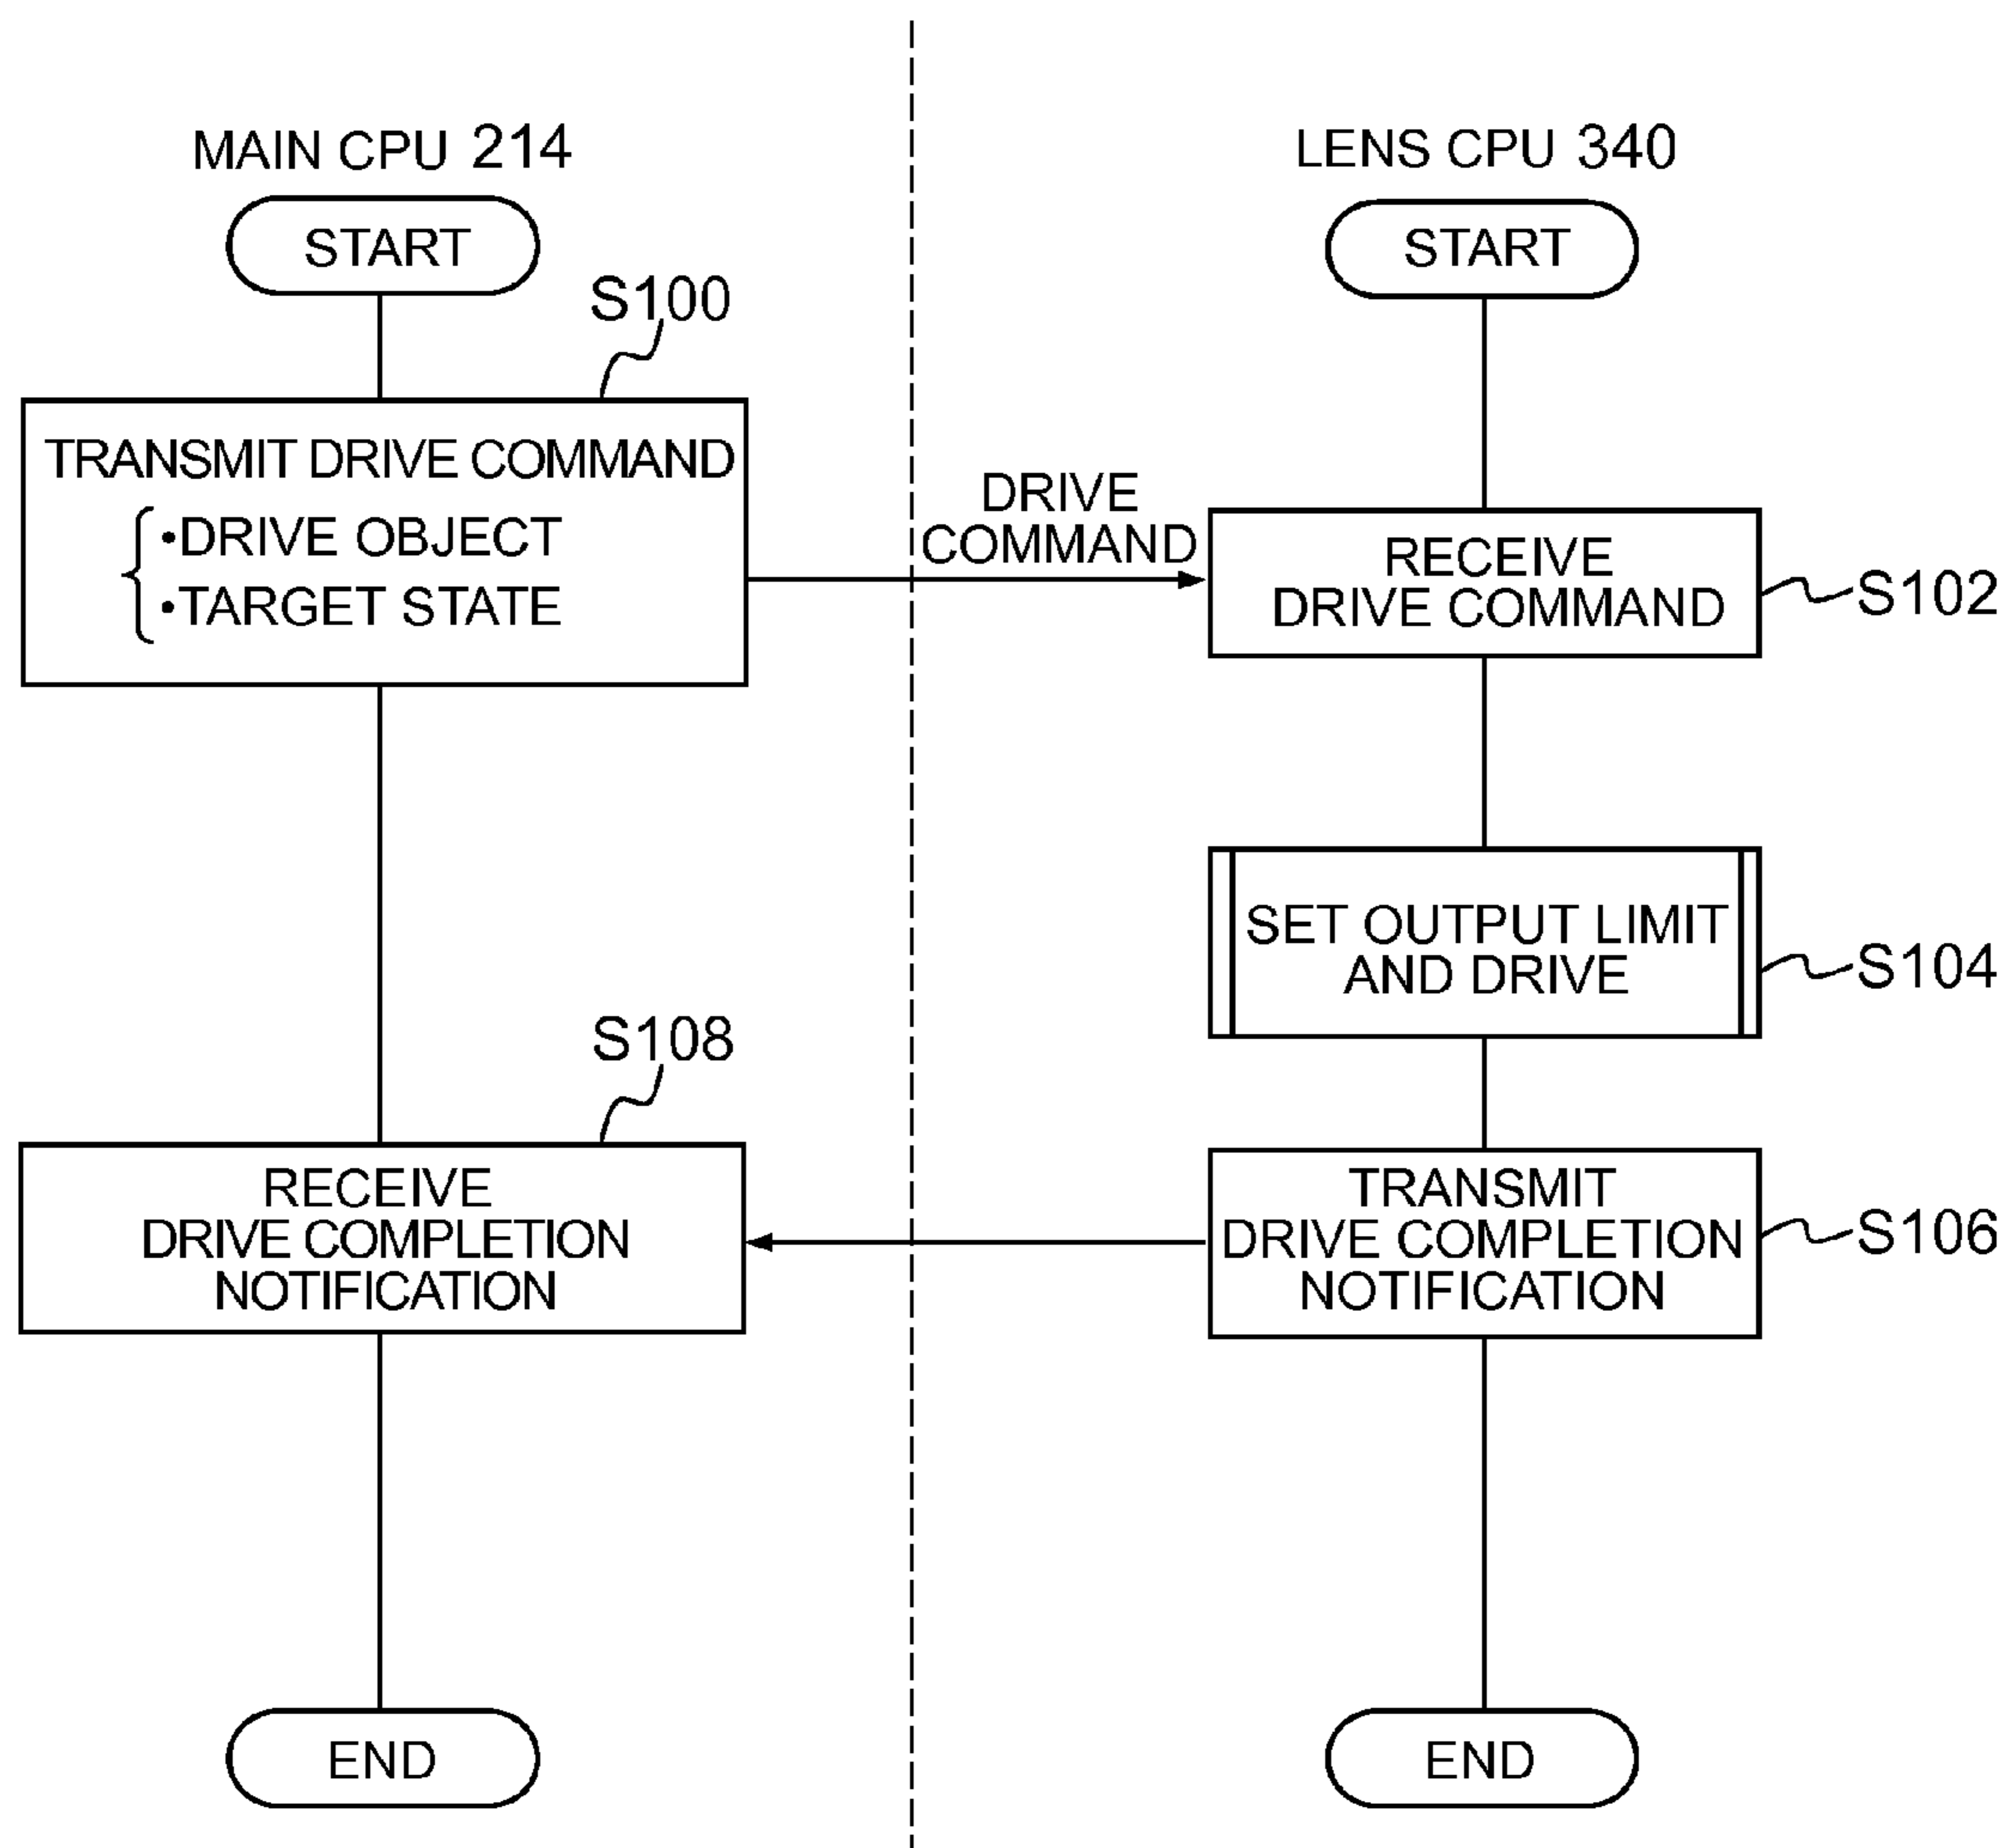 MAIN CPU 214
START
S100
TRANSMIT DRIVE COMMAND
•DRIVE OBJECT
•TARGET STATE
S108
RECEIVE
DRIVE COMPLETION
NOTIFICATION
END
DRIVE
COMMAND
LENS CPU 340
START
RECEIVE
DRIVE COMMAND
S102
SET OUTPUT LIMIT
AND DRIVE
S104
TRANSMIT
DRIVE COMPLETION
NOTIFICATION
S106
END